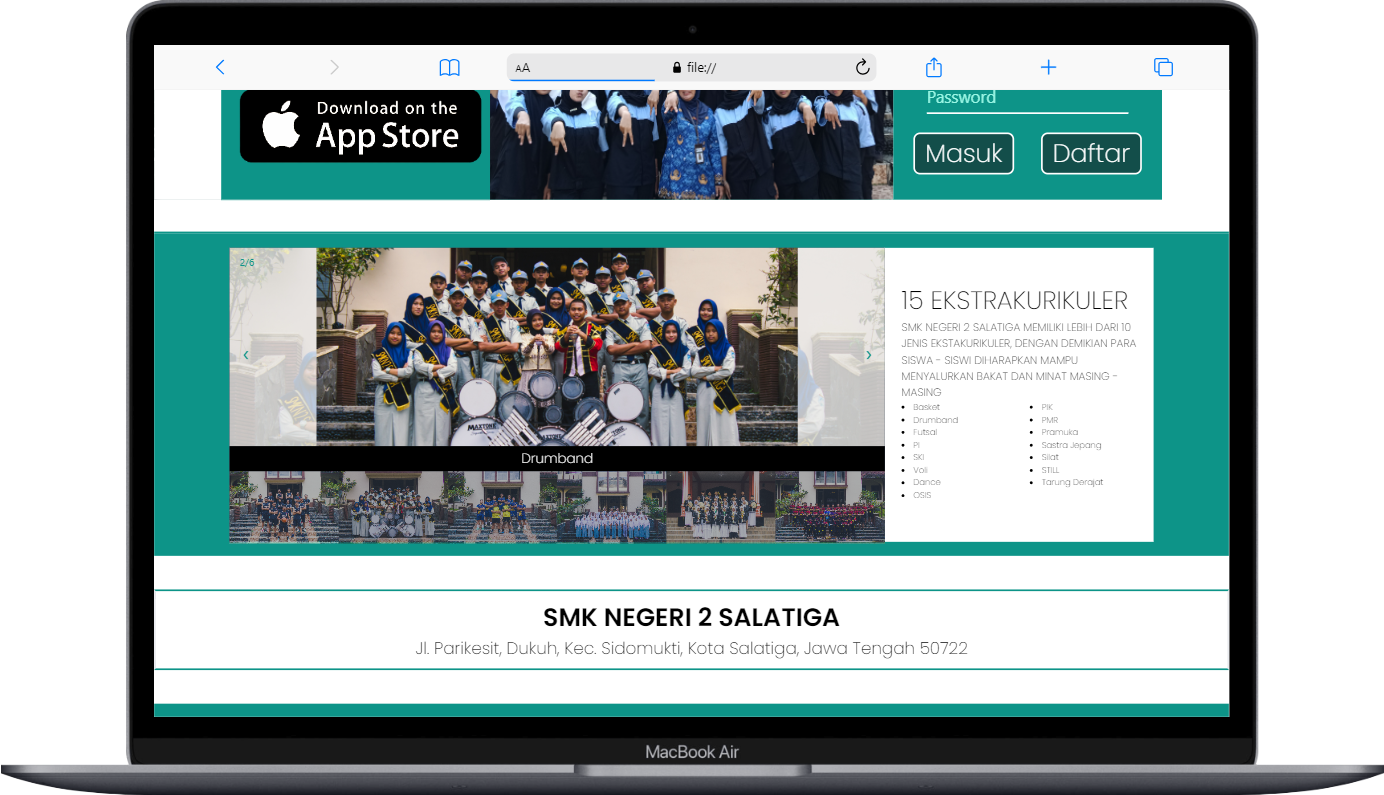 AA
file://
Download on the
App Store
Password
Masuk
Daftar
2/6
MAXTONE
Drumband
15 EKSTRAKURIKULER
SMK NEGERI 2 SALATIGA MEMILIKI LEBIH DARI 10
JENIS EKSTAKURIKULER, DENGAN DEMIKIAN PARA
SISWA - SISWI DIHARAPKAN MAMPU
MENYALURKAN BAKAT DAN MINAT MASING -
MASING
Basket
Drumband
Futsal
PI
SKI
Voli
Dance
OSIS
PIK
PMR
Pramuka
Sastra Jepang
Silat
STILL
Tarung Derajat
SMK NEGERI 2 SALATIGA
Jl. Parikesit, Dukuh, Kec. Sidomukti, Kota Salatiga, Jawa Tengah 50722
MacBook Air